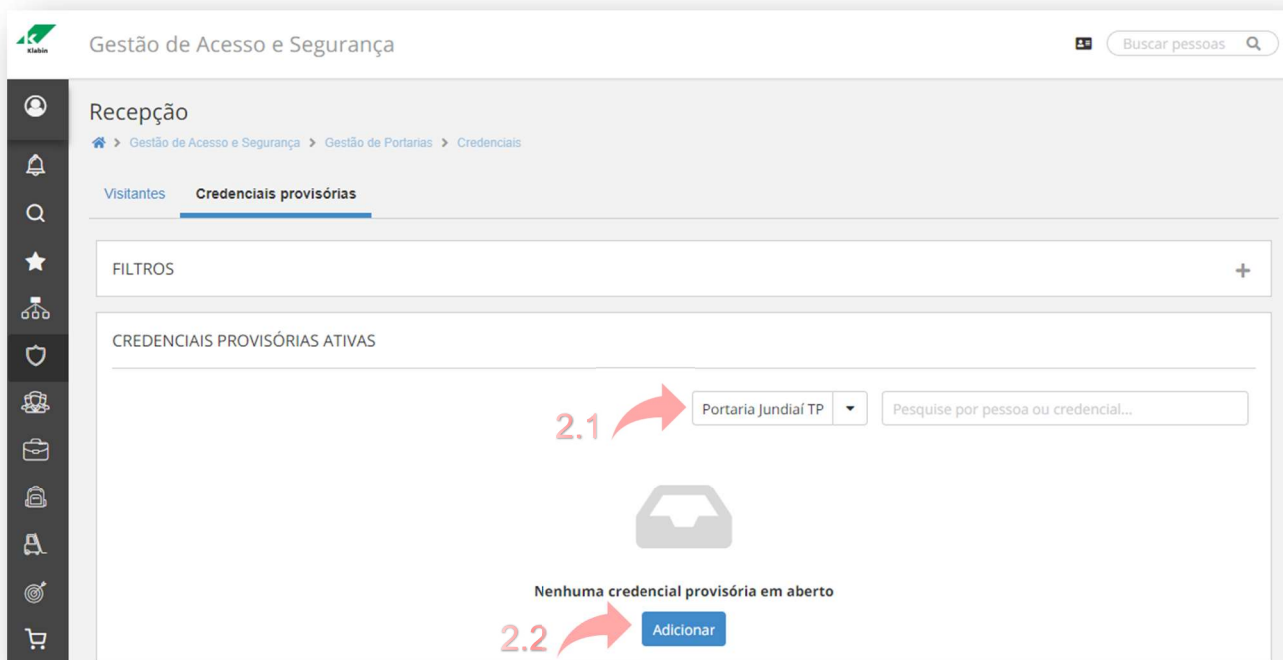 Klabin
Gestão de Acesso e Segurança
Buscar pessoas
Recepção
Gestão de Acesso e Segurança > Gestão de Portarias > Credenciais
Visitantes Credenciais provisórias
FILTROS
CREDENCIAIS PROVISÓRIAS ATIVAS
2.1 Portaria Jundiaí TP Pesquise por pessoa ou credencial...
Nenhuma credencial provisória em aberto
2.2 Adicionar